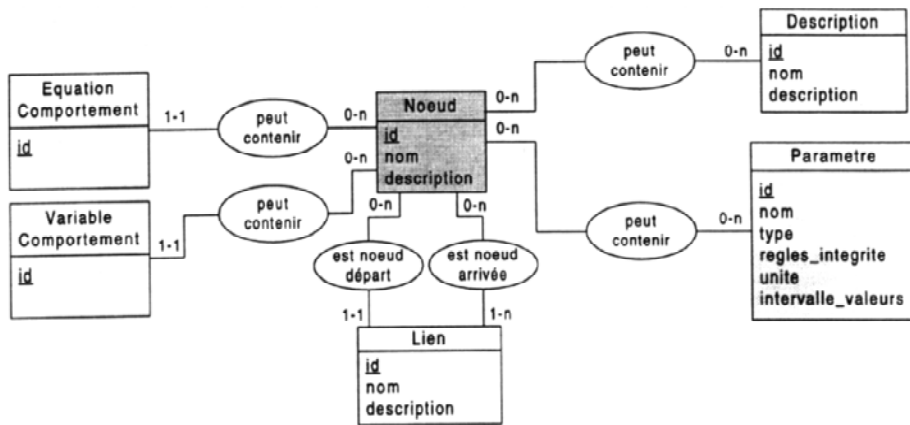 Description
id
nom
description
peut
contenir
0-n
0-n
Equation
Comportement
id
1-1
peut
contenir
0-n
Noeud
id
nom
description
0-n
peut
contenir
0-n
Parametre
id
nom
type
regles_integrite
unite
intervalle_valeurs
Variable
Comportement
id
1-1
peut
contenir
0-n
0-n
0-n
est noeud
départ
est noeud
arrivée
1-1
1-n
Lien
id
nom
description